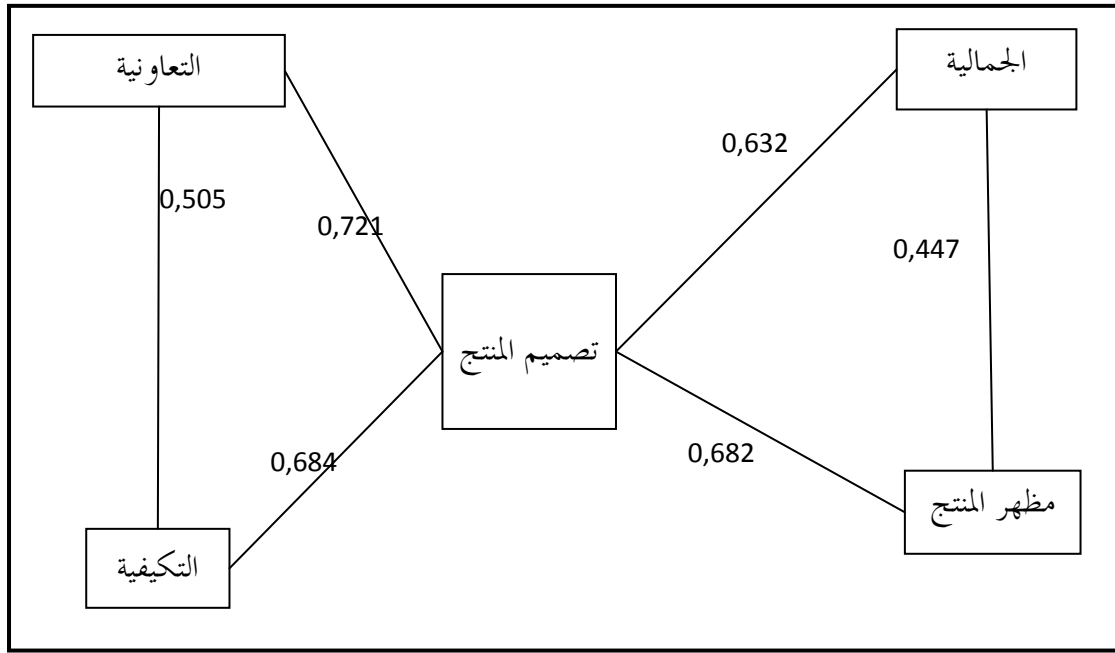 الجمالية
التعاونية
0,632
0,505
0,721
0,447
تصميم المنتج
0,682
0,684
مظهر المنتج
التكيفية